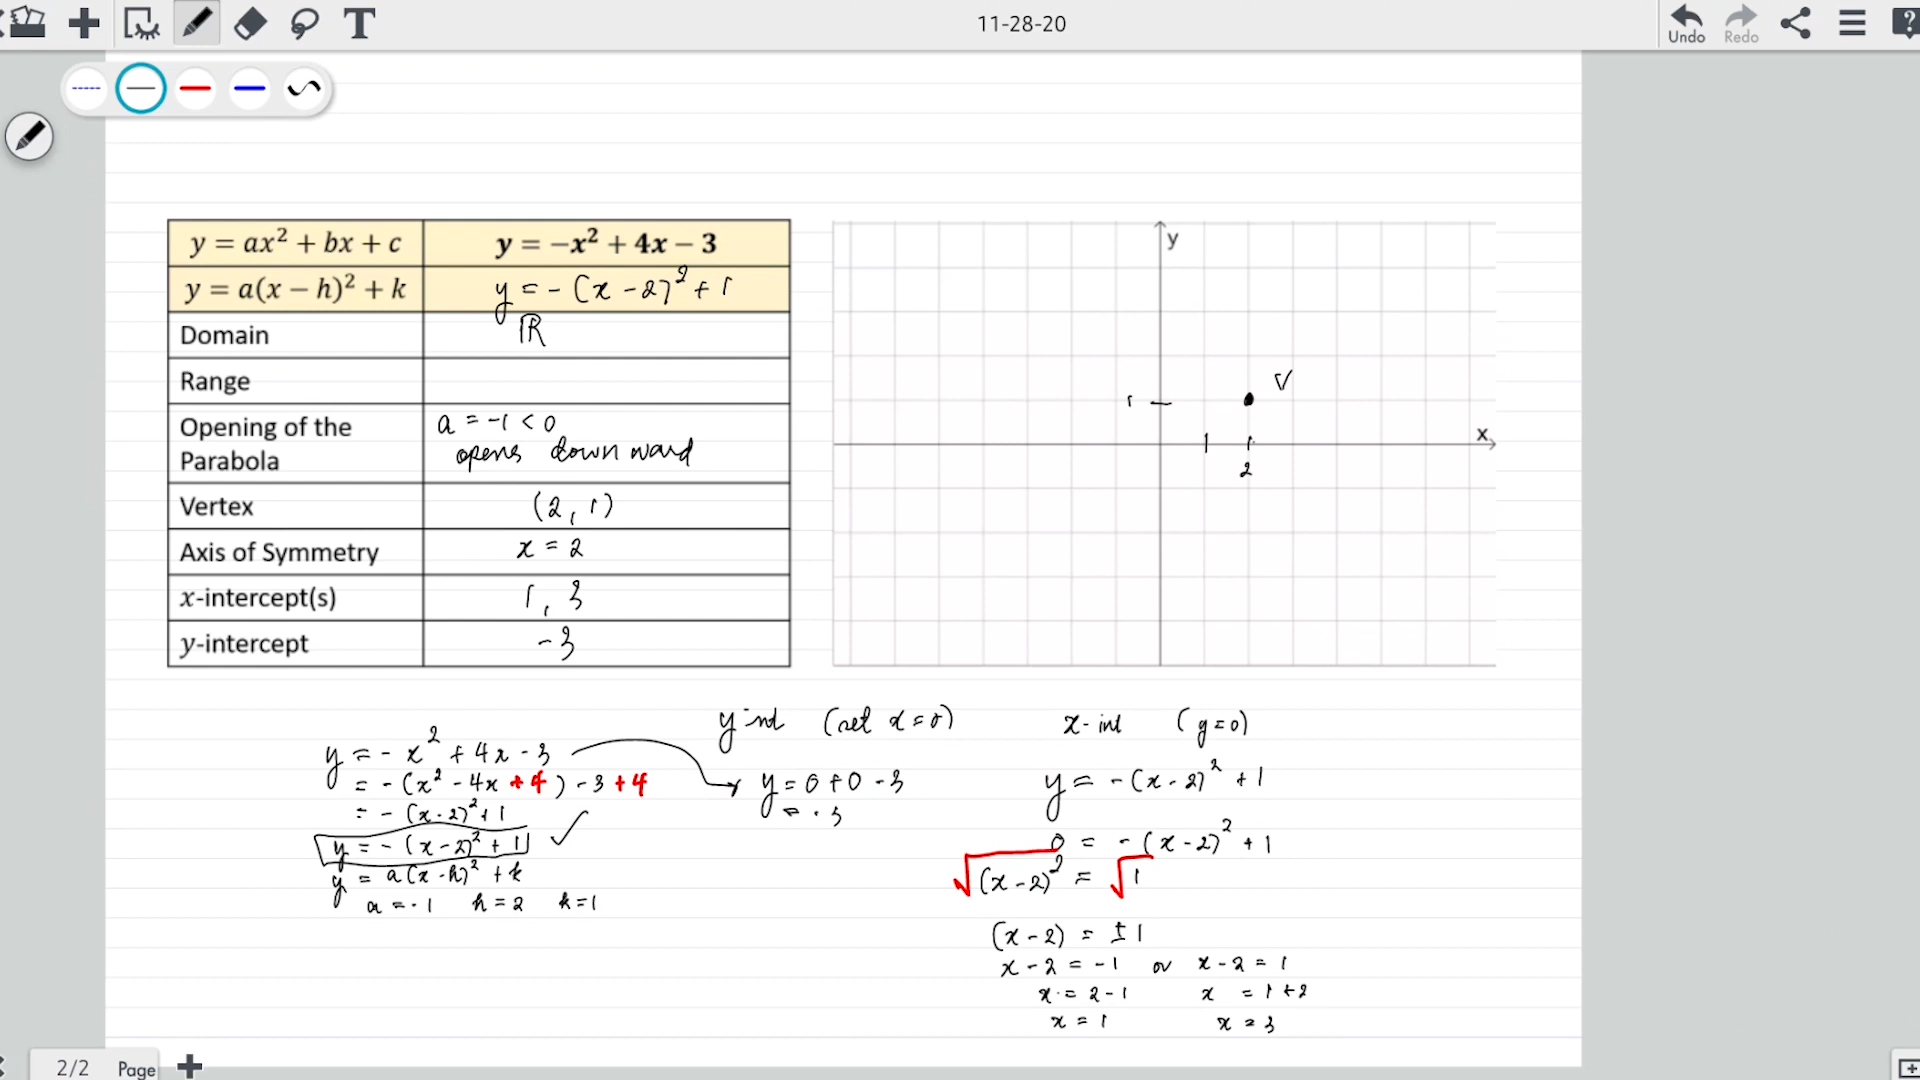 11-28-20
Undo
Redo
y = ax² + bx + c
y = −x² + 4x − 3
y = a(x − h)² + k
y = - (x - 2)² + 1
Domain
ℝ
Range
Opening of the
Parabola
a = -1 < 0
opens downward
Vertex
(2, 1)
Axis of Symmetry
x = 2
x-intercept(s)
1, 3
y-intercept
-3
y
V
1
x
2
y = - x² + 4x - 3
= - (x² - 4x + 4) - 3 + 4
= - (x - 2)² + 1
y = - (x - 2)² + 1 ✓
y = a(x - h)² + k
a = -1 h = 2 k = 1
y-int (set x = 0)
y = 0 + 0 - 3
= -3
x-int (y = 0)
y = - (x - 2)² + 1
0 = - (x - 2)² + 1
√(x - 2)² = √1
(x - 2) = ± 1
x - 2 = -1 or x - 2 = 1
x = 2 - 1 x = 1 + 2
x = 1 x = 3
2/2 Page